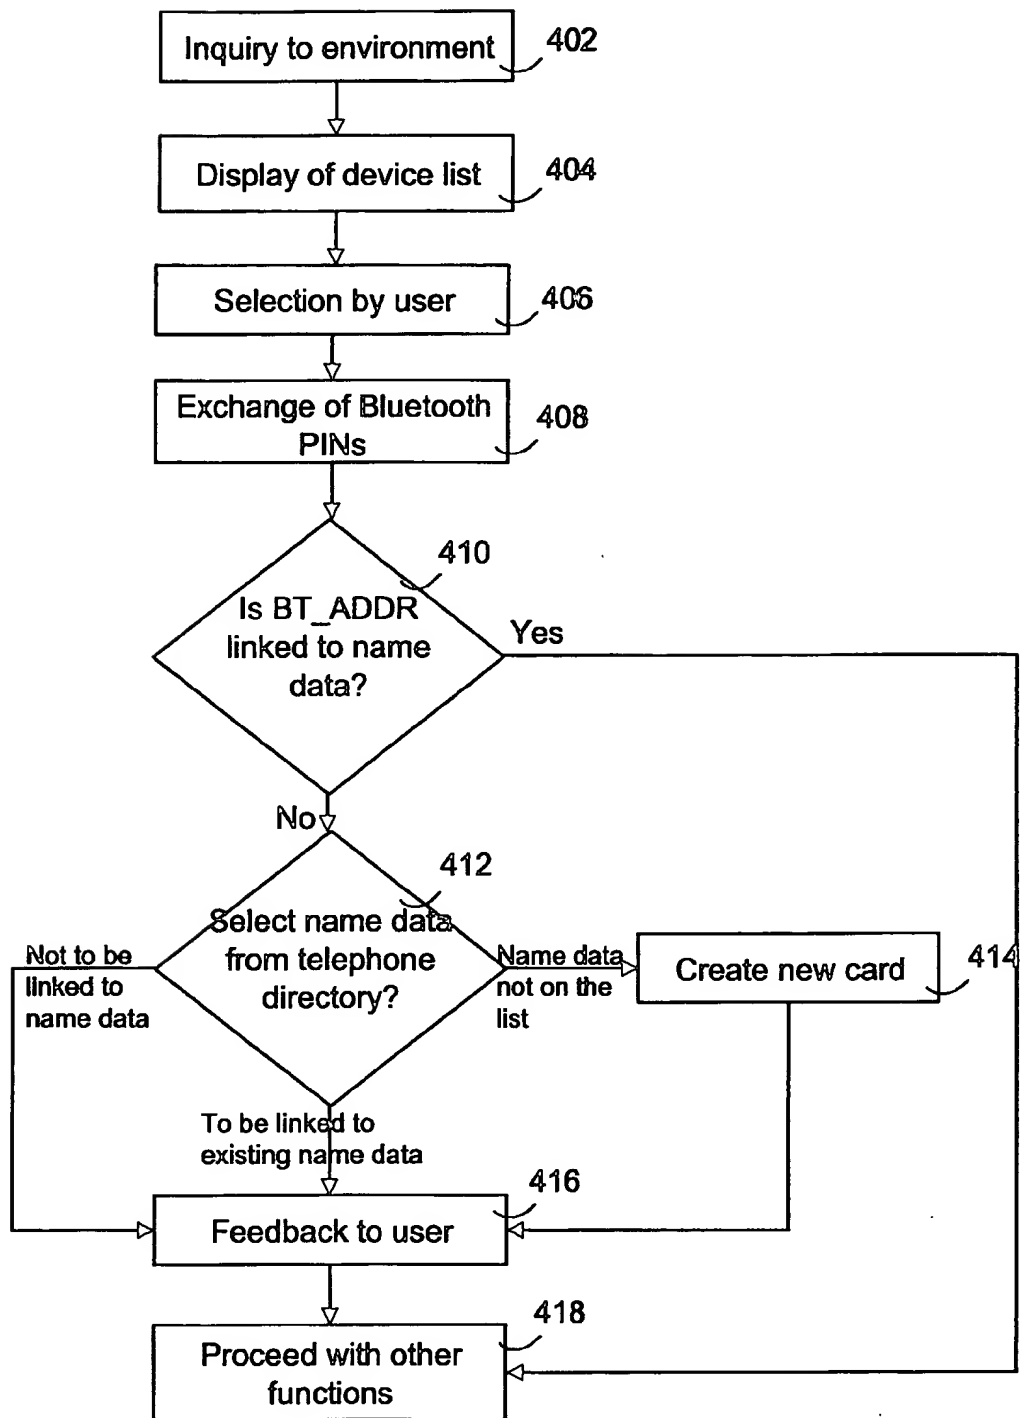 Inquiry to environment
402
Display of device list
404
Selection by user
406
Exchange of Bluetooth
PINs
408
410
Is BT_ADDR
linked to name
data?
Yes
No
412
Select name data
from telephone
directory?
Not to be
linked to
name data
Name data
not on the
list
Create new card
414
To be linked to
existing name data
416
Feedback to user
418
Proceed with other
functions